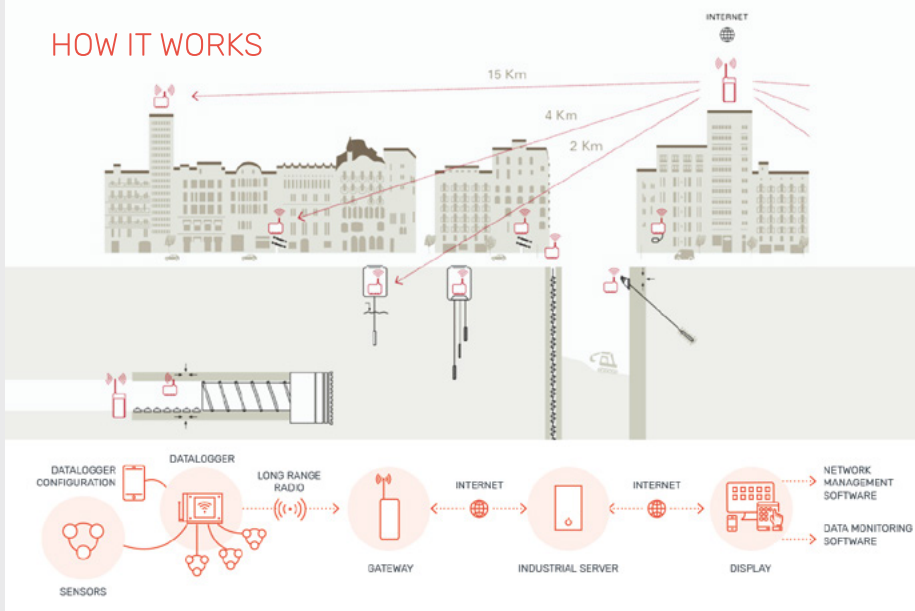 HOW IT WORKS
INTERNET
15 Km
4 Km
2 Km
DATALOGGER
CONFIGURATION
DATALOGGER
LONG RANGE
RADIO
INTERNET
INTERNET
NETWORK
MANAGEMENT
SOFTWARE
DATA MONITORING
SOFTWARE
SENSORS
GATEWAY
INDUSTRIAL SERVER
DISPLAY